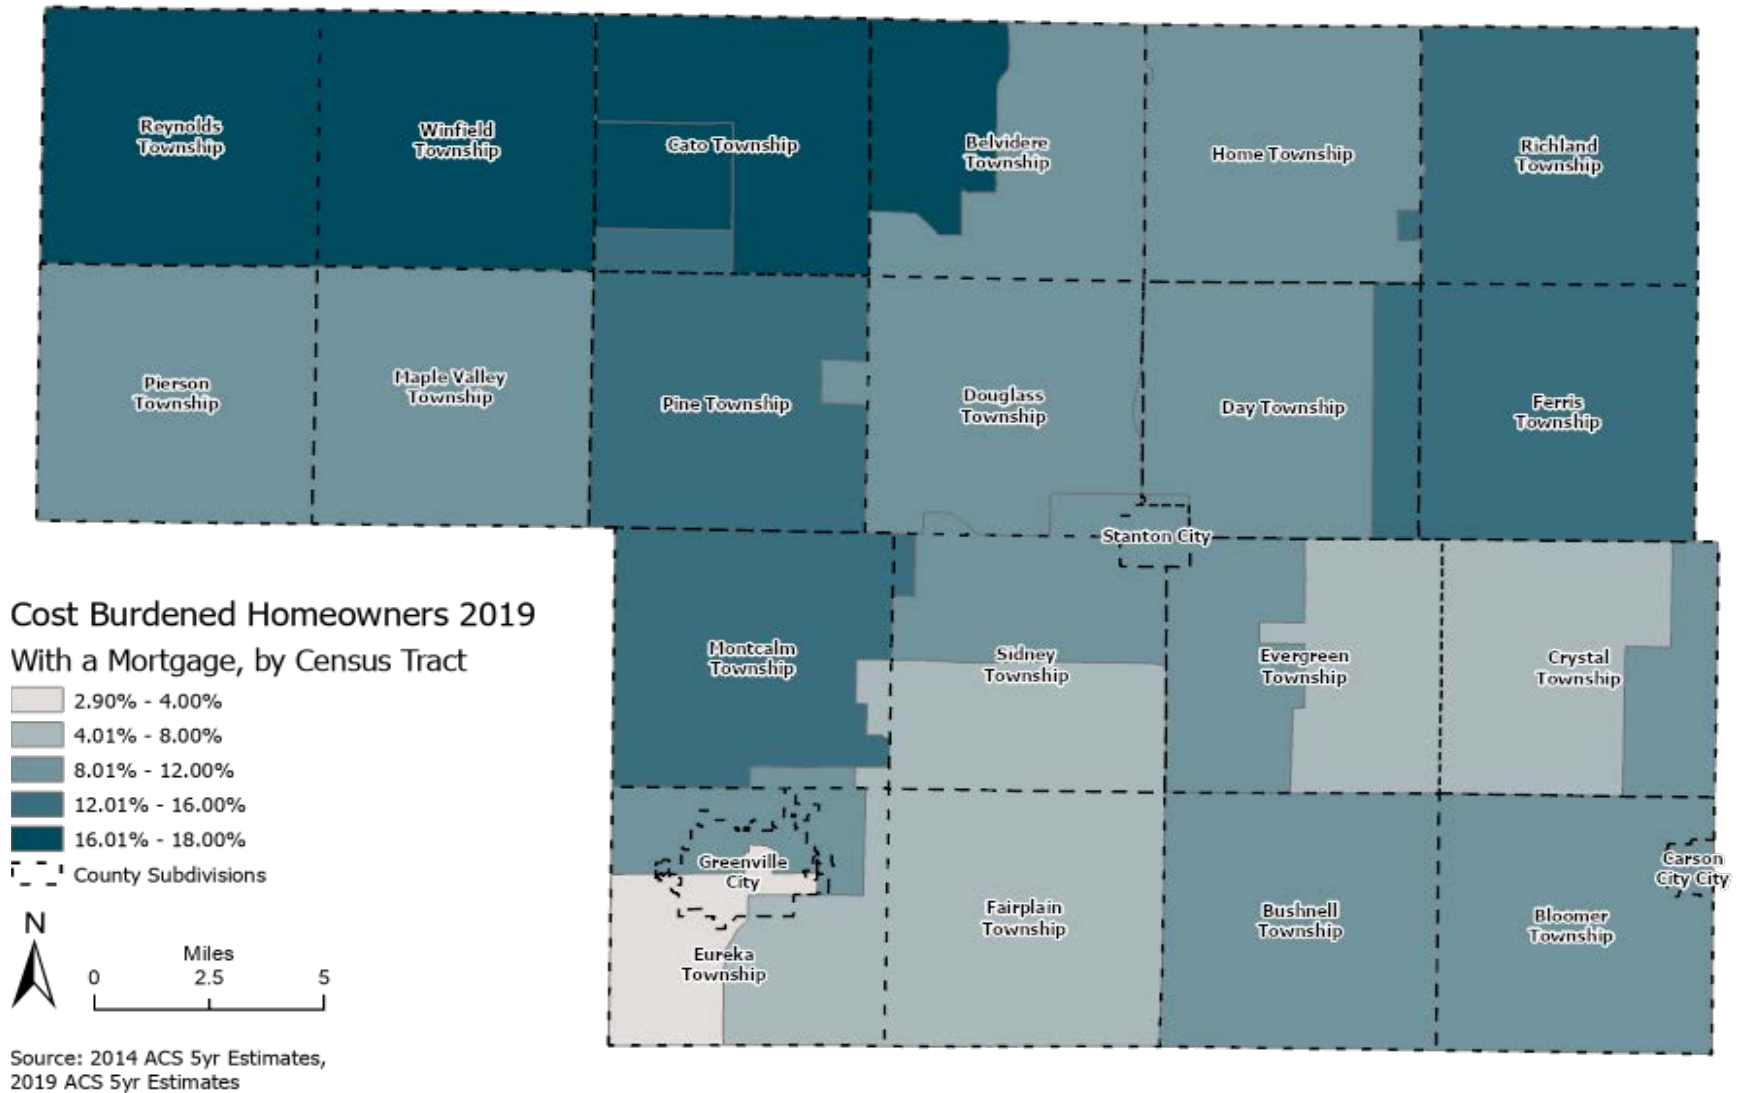 Reynolds
Township
Winfield
Township
Cato Township
Belvidere
Township
Home Township
Richland
Township
Pierson
Township
Maple Valley
Township
Pine Township
Douglass
Township
Day Township
Ferris
Township
Stanton City
Cost Burdened Homeowners 2019
With a Mortgage, by Census Tract
2.90% - 4.00%
4.01% - 8.00%
8.01% - 12.00%
12.01% - 16.00%
16.01% - 18.00%
County Subdivisions
Montcalm
Township
Sidney
Township
Evergreen
Township
Crystal
Township
Greenville
City
Carson
City City
Eureka
Township
Fairplain
Township
Bushnell
Township
Bloomer
Township
N
Miles
0 2.5 5
Source: 2014 ACS 5yr Estimates,
2019 ACS 5yr Estimates